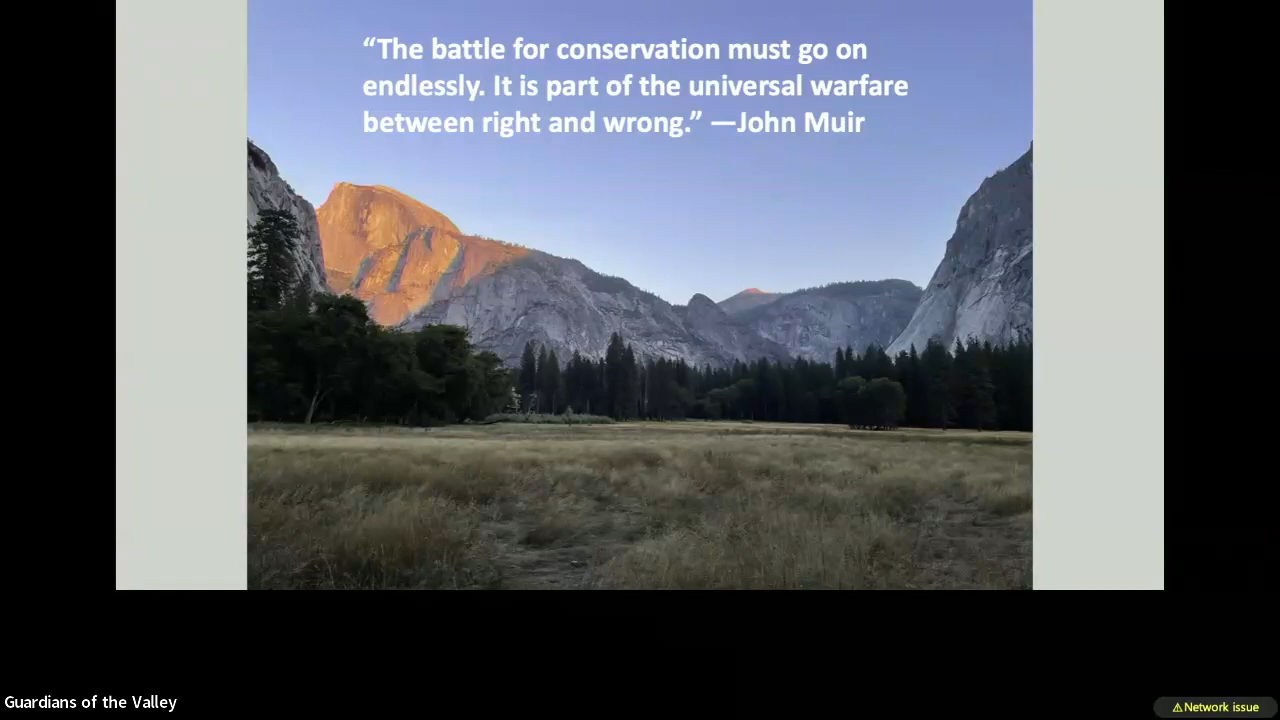 “The battle for conservation must go on
endlessly. It is part of the universal warfare
between right and wrong.” —John Muir
Guardians of the Valley
⚠Network issue